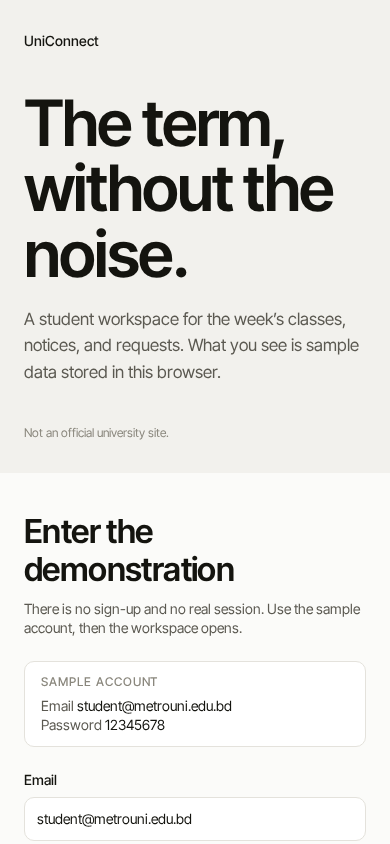 UniConnect
The term,
without the
noise.
A student workspace for the week’s classes,
notices, and requests. What you see is sample
data stored in this browser.
Not an official university site.
Enter the
demonstration
There is no sign-up and no real session. Use the sample
account, then the workspace opens.
SAMPLE ACCOUNT
Email student@metrouni.edu.bd
Password 12345678
Email
student@metrouni.edu.bd